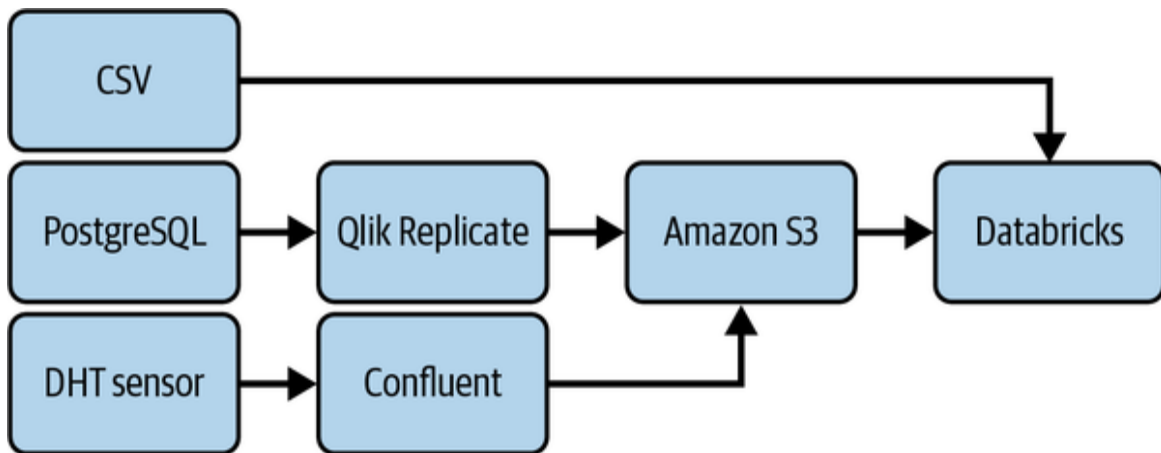 CSV
PostgreSQL
Qlik Replicate
Amazon S3
Databricks
DHT sensor
Confluent